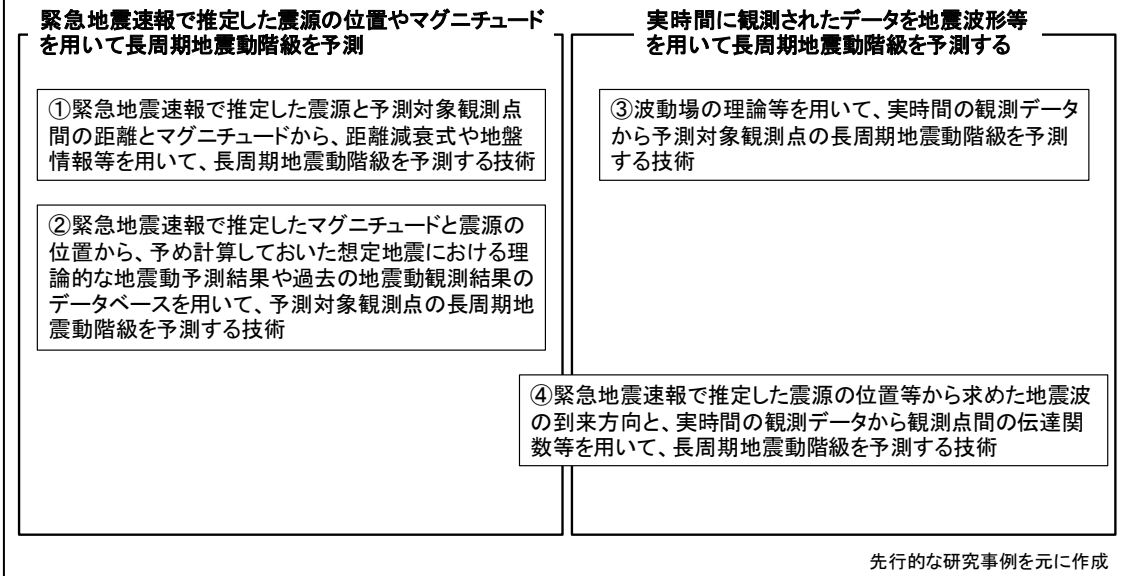 緊急地震速報で推定した震源の位置やマグニチュード
を用いて長周期地震動階級を予測
①緊急地震速報で推定した震源と予測対象観測点
間の距離とマグニチュードから、距離減衰式や地盤
情報等を用いて、長周期地震動階級を予測する技術
②緊急地震速報で推定したマグニチュードと震源の
位置から、予め計算しておいた想定地震における理
論的な地震動予測結果や過去の地震動観測結果の
データベースを用いて、予測対象観測点の長周期地
震動階級を予測する技術
実時間に観測されたデータを地震波形等
を用いて長周期地震動階級を予測する
③波動場の理論等を用いて、実時間の観測データ
から予測対象観測点の長周期地震動階級を予測
する技術
④緊急地震速報で推定した震源の位置等から求めた地震波
の到来方向と、実時間の観測データから観測点間の伝達関
数等を用いて、長周期地震動階級を予測する技術
先行的な研究事例を元に作成